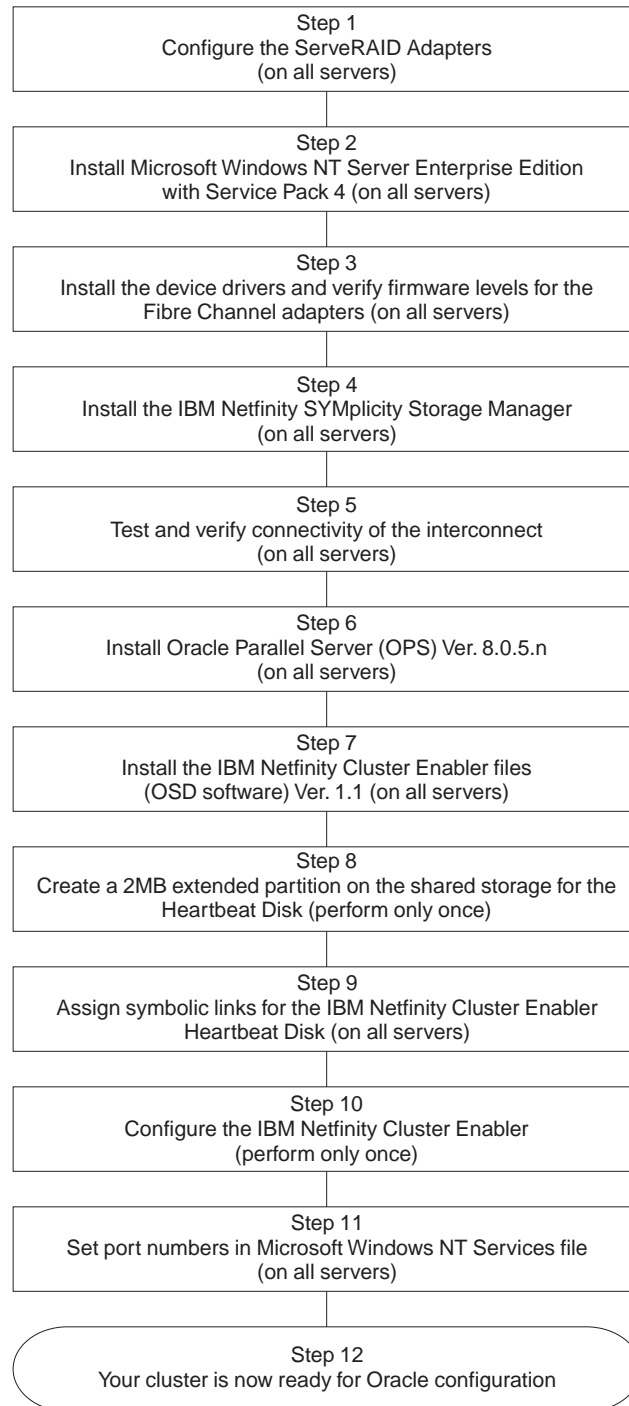 Step 1
Configure the ServeRAID Adapters
(on all servers)
Step 2
Install Microsoft Windows NT Server Enterprise Edition
with Service Pack 4 (on all servers)
Step 3
Install the device drivers and verify firmware levels for the
Fibre Channel adapters (on all servers)
Step 4
Install the IBM Netfinity SYMplicity Storage Manager
(on all servers)
Step 5
Test and verify connectivity of the interconnect
(on all servers)
Step 6
Install Oracle Parallel Server (OPS) Ver. 8.0.5.n
(on all servers)
Step 7
Install the IBM Netfinity Cluster Enabler files
(OSD software) Ver. 1.1 (on all servers)
Step 8
Create a 2MB extended partition on the shared storage for the
Heartbeat Disk (perform only once)
Step 9
Assign symbolic links for the IBM Netfinity Cluster Enabler
Heartbeat Disk (on all servers)
Step 10
Configure the IBM Netfinity Cluster Enabler
(perform only once)
Step 11
Set port numbers in Microsoft Windows NT Services file
(on all servers)
Step 12
Your cluster is now ready for Oracle configuration